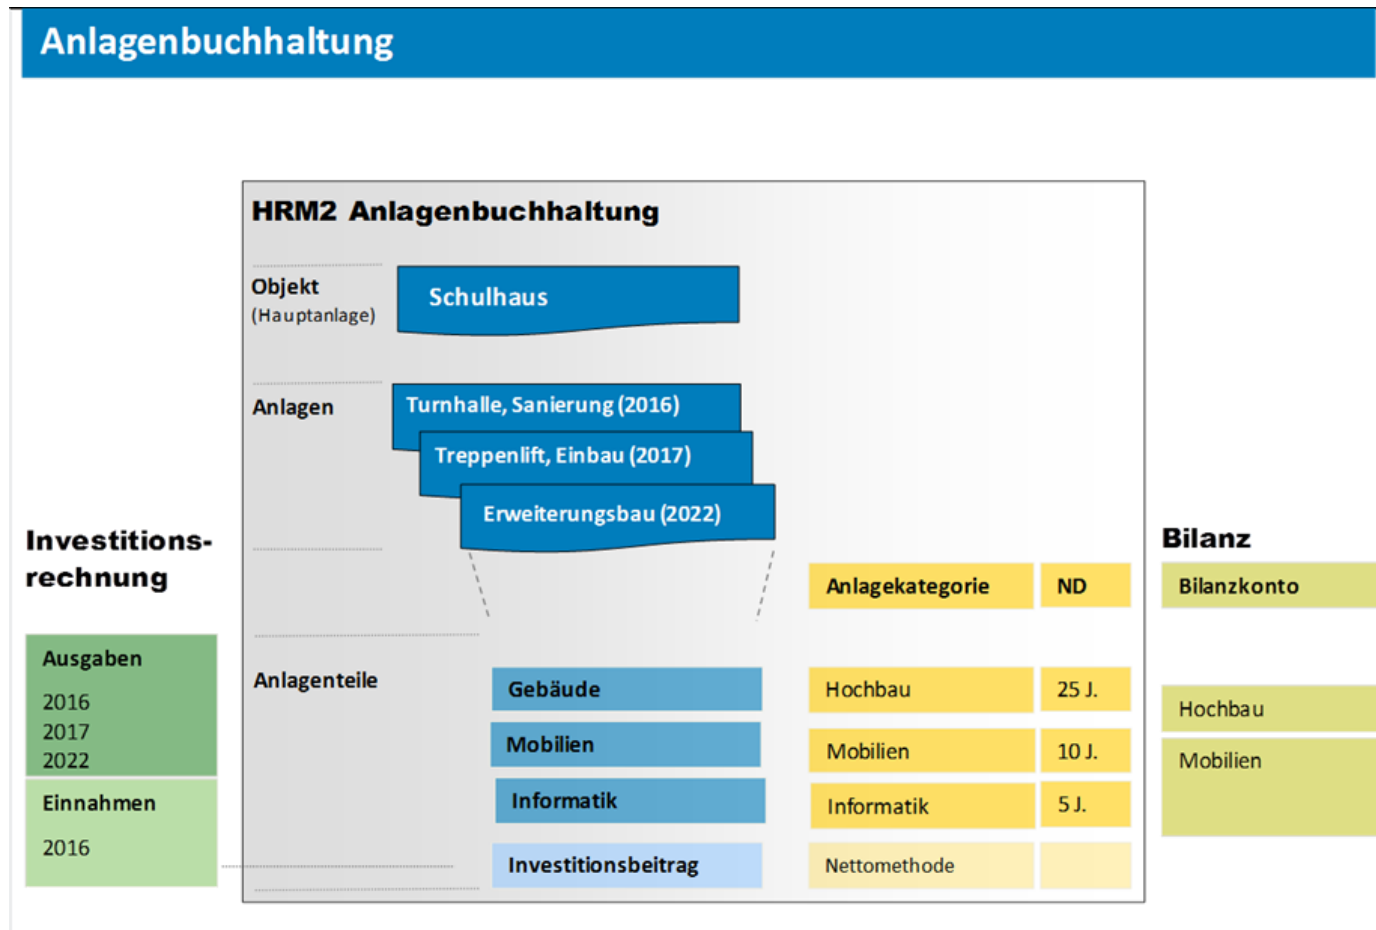 Anlagenbuchhaltung
HRM2 Anlagenbuchhaltung
Objekt
(Hauptanlage)
Schulhaus
Anlagen
Turnhalle, Sanierung (2016)
Treppenlift, Einbau (2017)
Erweiterungsbau (2022)
Investitions-
rechnung
Ausgaben
2016
2017
2022
Einnahmen
2016
Anlagenteile
Gebäude
Mobilien
Informatik
Investitionsbeitrag
Anlagekategorie
ND
Hochbau
25 J.
Mobilien
10 J.
Informatik
5 J.
Nettomethode
Bilanz
Bilanzkonto
Hochbau
Mobilien